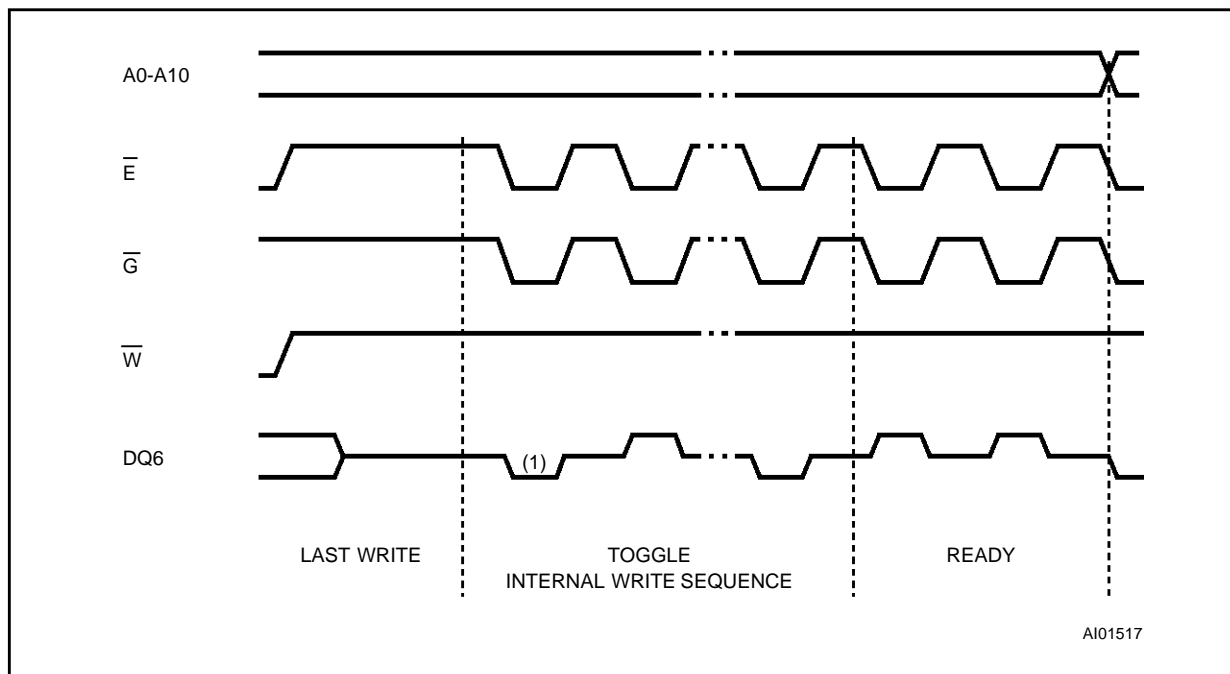 A0-A10
E̅
G̅
W̅
DQ6
(1)
LAST WRITE
TOGGLE
INTERNAL WRITE SEQUENCE
READY
AI01517